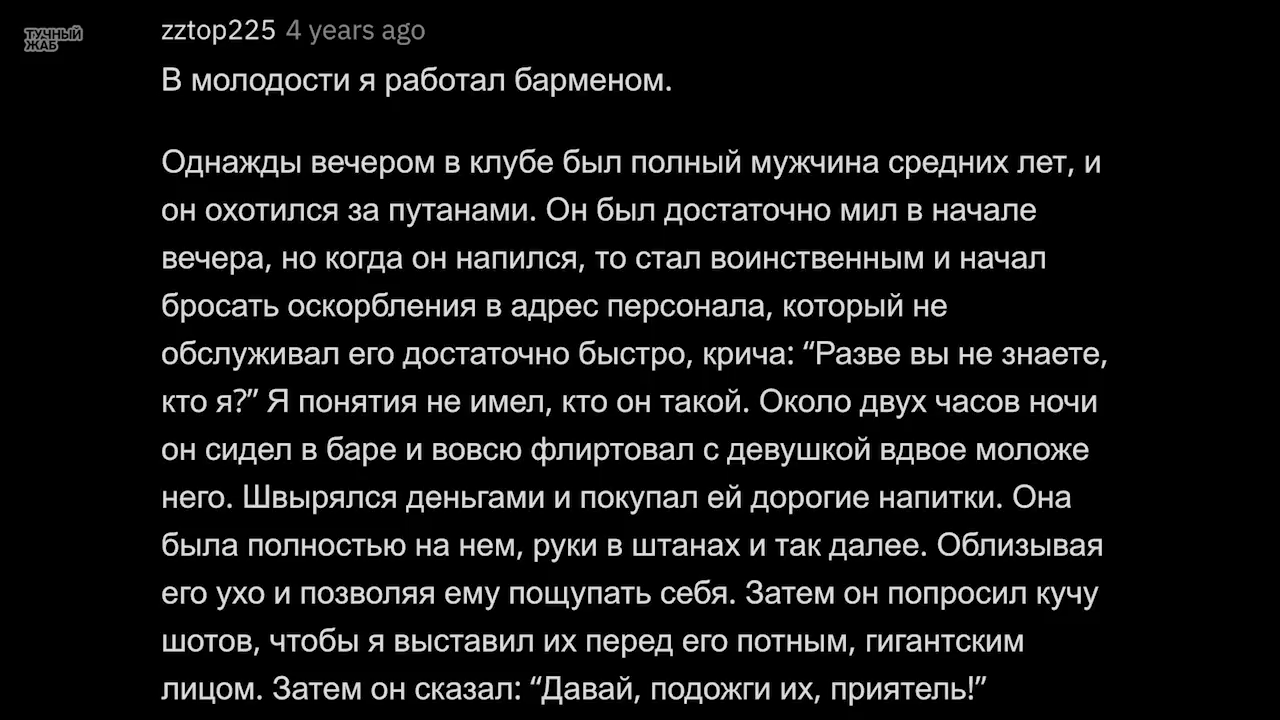 ТУЧНЫЙ
ЖАБ
zztop225 4 years ago
В молодости я работал барменом.
Однажды вечером в клубе был полный мужчина средних лет, и
он охотился за путанами. Он был достаточно мил в начале
вечера, но когда он напился, то стал воинственным и начал
бросать оскорбления в адрес персонала, который не
обслуживал его достаточно быстро, крича: “Разве вы не знаете,
кто я?” Я понятия не имел, кто он такой. Около двух часов ночи
он сидел в баре и вовсю флиртовал с девушкой вдвое моложе
него. Швырялся деньгами и покупал ей дорогие напитки. Она
была полностью на нем, руки в штанах и так далее. Облизывая
его ухо и позволяя ему пощупать себя. Затем он попросил кучу
шотов, чтобы я выставил их перед его потным, гигантским
лицом. Затем он сказал: “Давай, подожги их, приятель!”